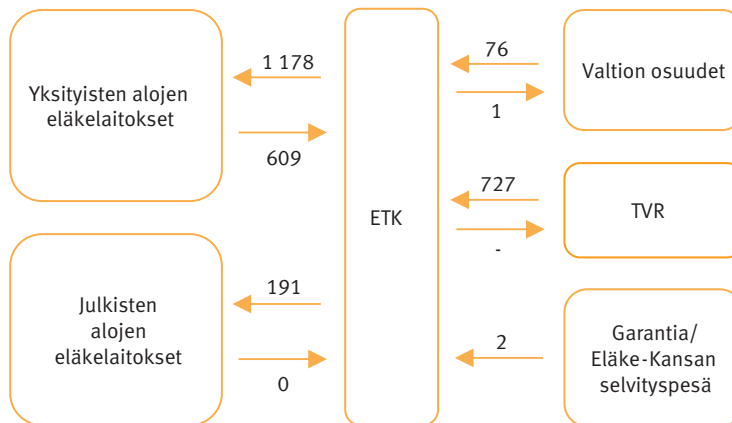 Yksityisten alojen
eläkelaitokset
1 178
609
Julkisten
alojen
eläkelaitokset
191
0
ETK
76
1
Valtion osuudet
727
-
TVR
2
Garantia/
Eläke-Kansan
selvityspesä